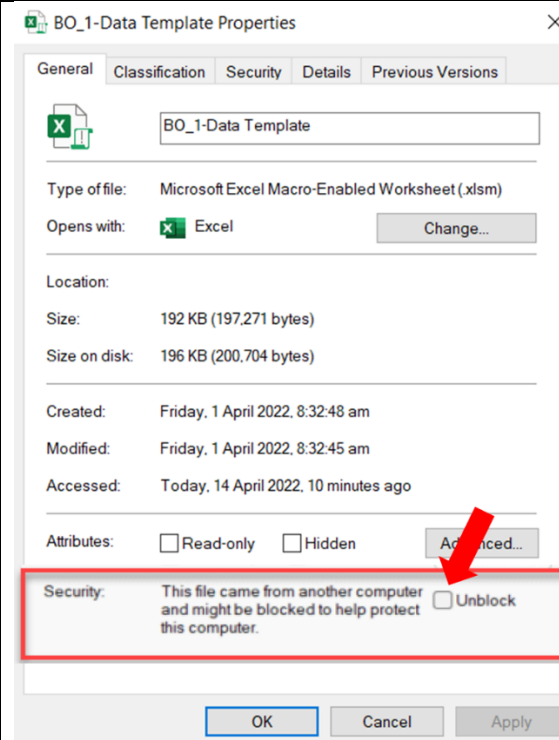 BO_1-Data Template Properties
General Classification Security Details Previous Versions
BO_1-Data Template
Type of file: Microsoft Excel Macro-Enabled Worksheet (.xlsm)
Opens with: Excel Change...
Location:
Size: 192 KB (197,271 bytes)
Size on disk: 196 KB (200,704 bytes)
Created: Friday, 1 April 2022, 8:32:48 am
Modified: Friday, 1 April 2022, 8:32:45 am
Accessed: Today, 14 April 2022, 10 minutes ago
Attributes: Read-only Hidden
Security: This file came from another computer
and might be blocked to help protect
this computer.
Unblock
OK Cancel Apply